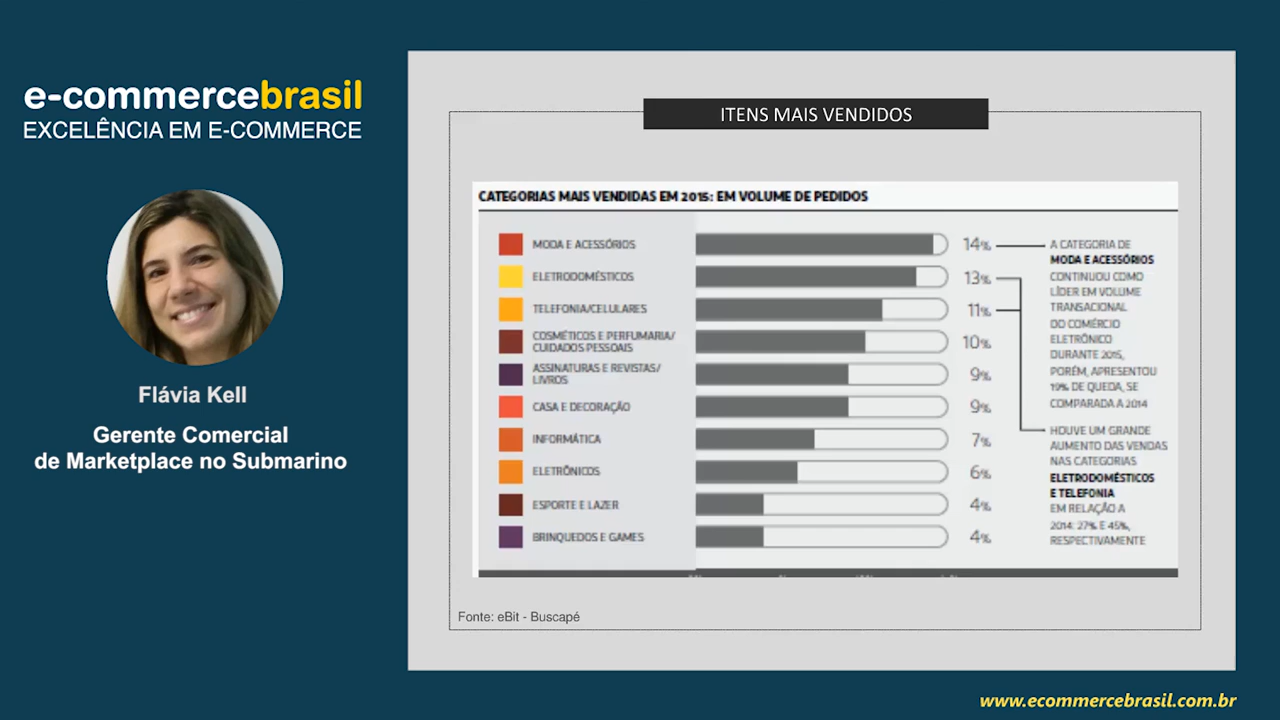 e-commercebrasil
EXCELÊNCIA EM E-COMMERCE
Flávia Kell
Gerente Comercial
de Marketplace no Submarino
ITENS MAIS VENDIDOS
CATEGORIAS MAIS VENDIDAS EM 2015: EM VOLUME DE PEDIDOS
MODA E ACESSÓRIOS 14%
ELETRODOMÉSTICOS 13%
TELEFONIA/CELULARES 11%
COSMÉTICOS E PERFUMARIA/
CUIDADOS PESSOAIS 10%
ASSINATURAS E REVISTAS/
LIVROS 9%
CASA E DECORAÇÃO 9%
INFORMÁTICA 7%
ELETRÔNICOS 6%
ESPORTE E LAZER 4%
BRINQUEDOS E GAMES 4%
A CATEGORIA DE
MODA E ACESSÓRIOS
CONTINUOU COMO
LÍDER EM VOLUME
TRANSACIONAL
DO COMÉRCIO
ELETRÔNICO
DURANTE 2015,
PORÉM, APRESENTOU
19% DE QUEDA, SE
COMPARADA A 2014
HOUVE UM GRANDE
AUMENTO DAS VENDAS
NAS CATEGORIAS
ELETRODOMÉSTICOS
E TELEFONIA
EM RELAÇÃO A
2014: 27% E 45%,
RESPECTIVAMENTE
Fonte: eBit - Buscapé
www.ecommercebrasil.com.br